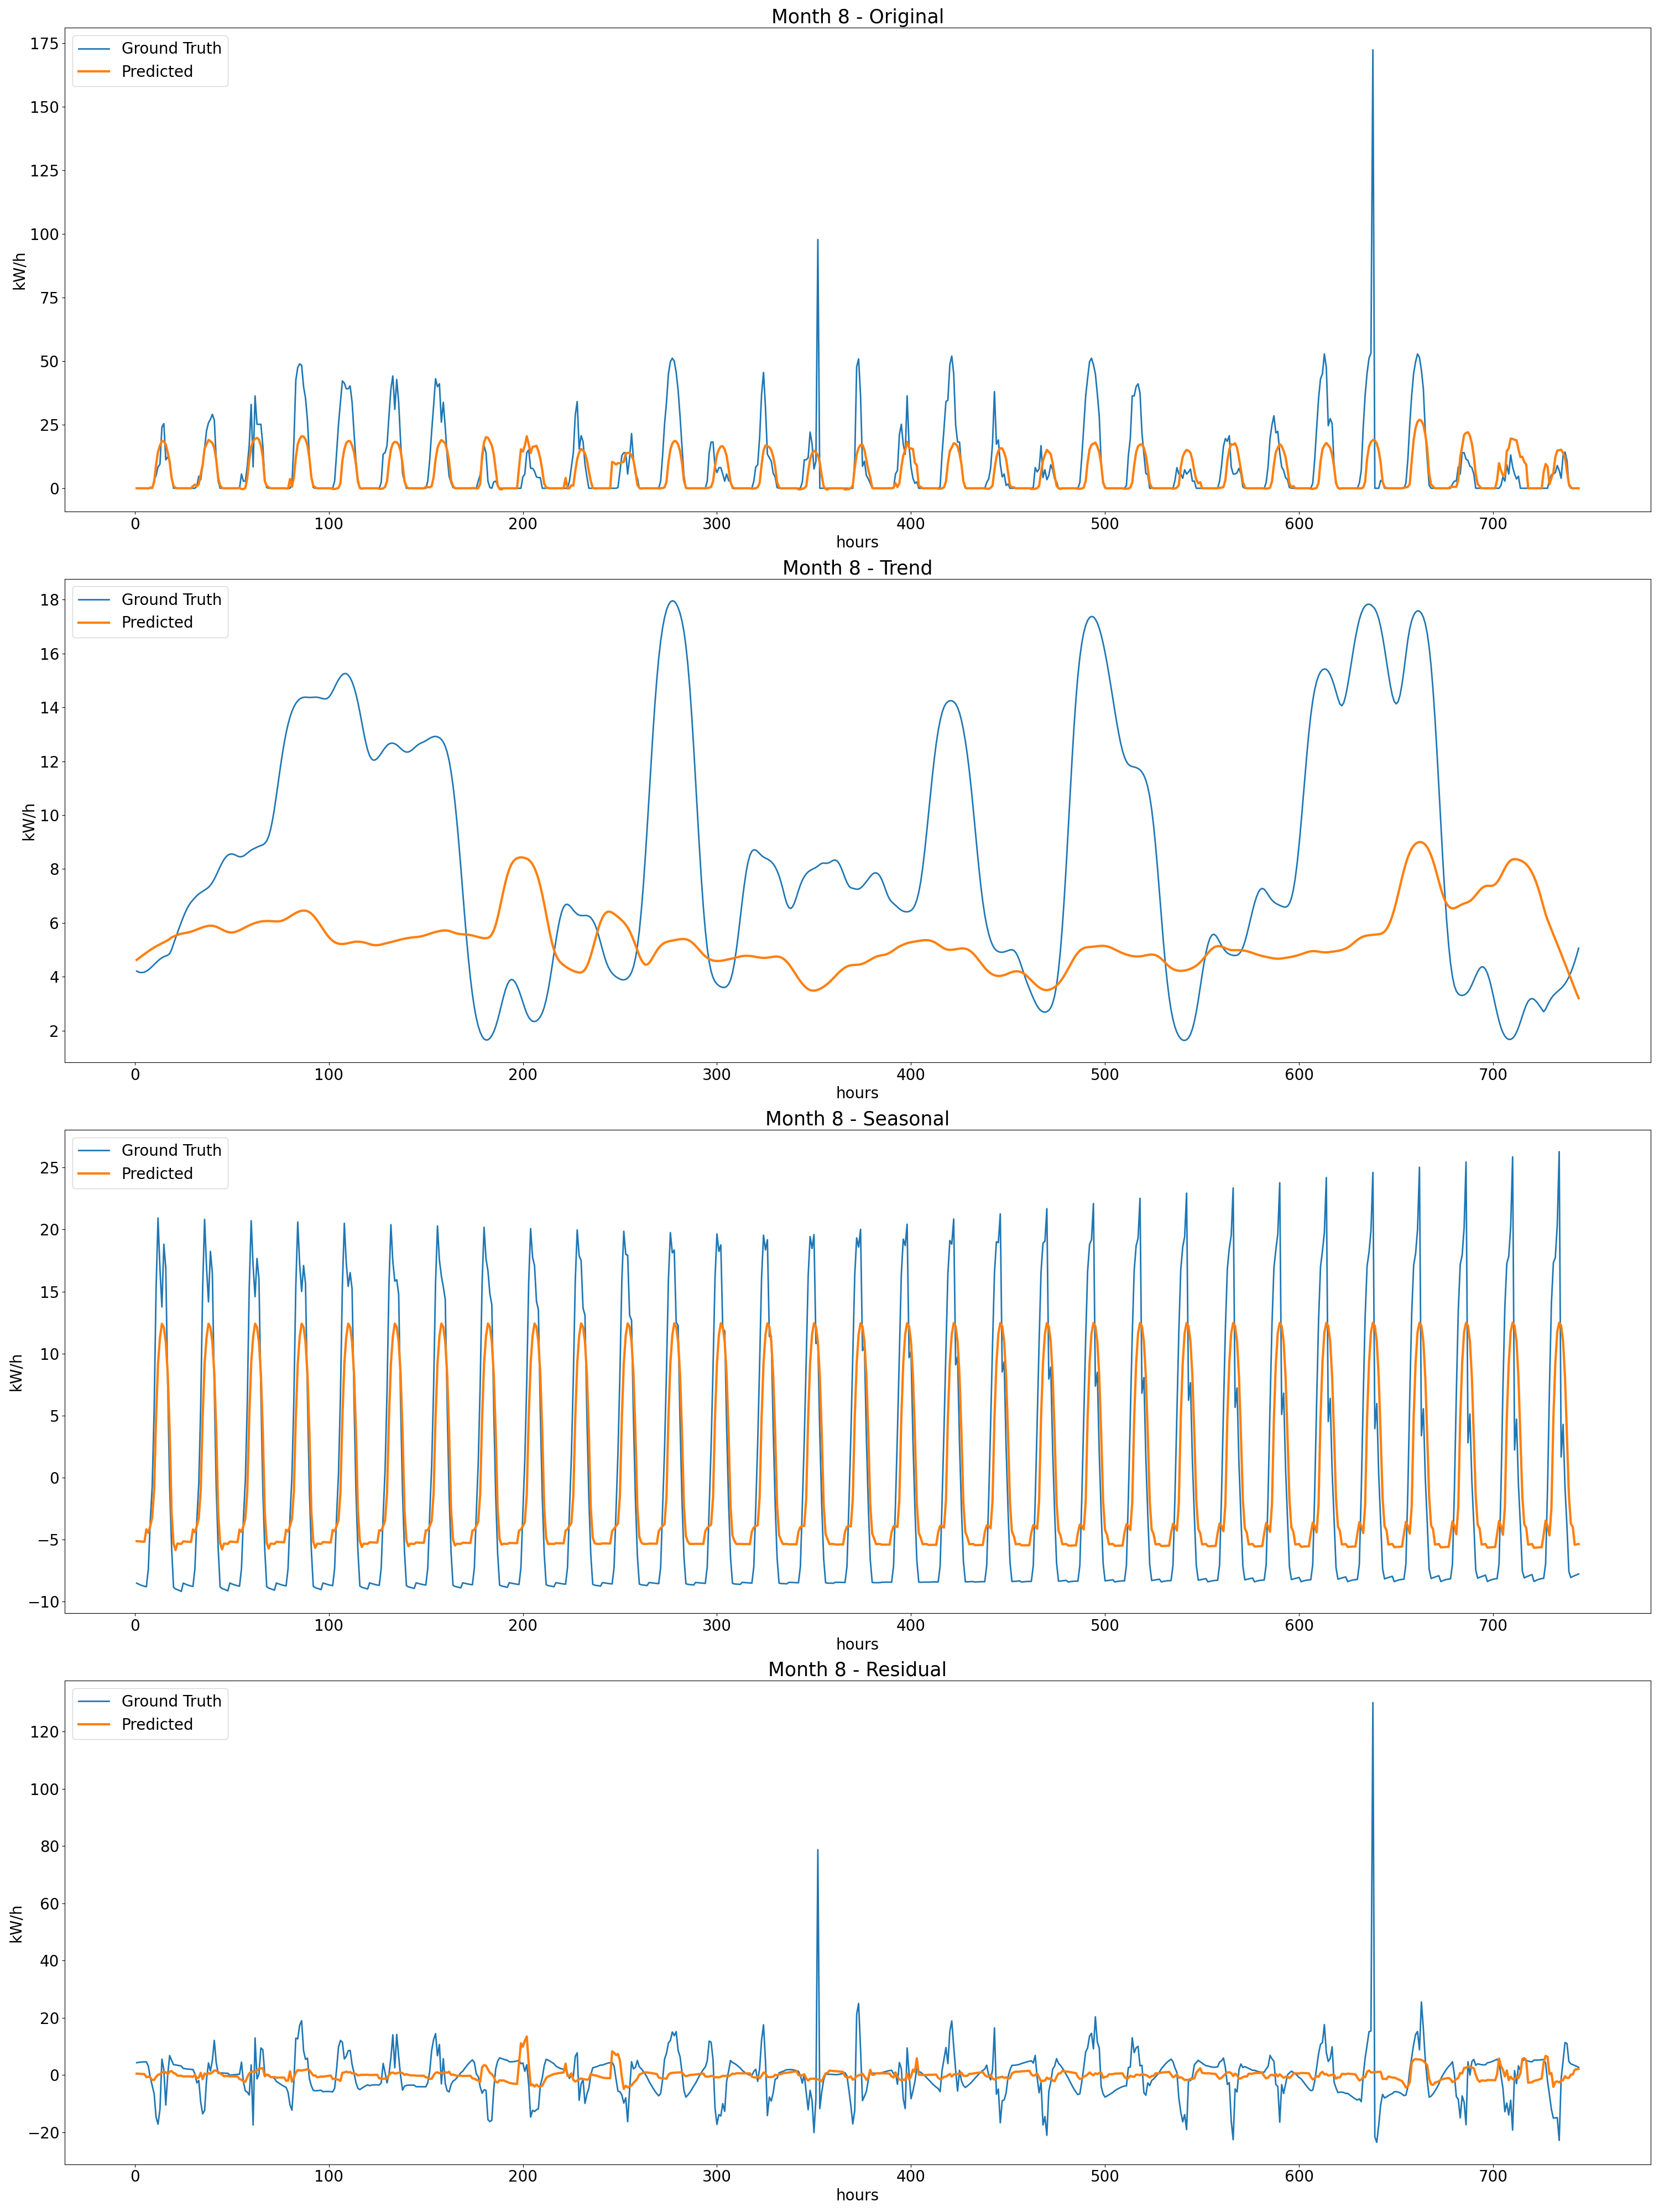 Month 8 - Original
Ground Truth
Predicted
175
150
125
100
75
50
25
0
kW/h
0 100 200 300 400 500 600 700
hours
Month 8 - Trend
Ground Truth
Predicted
18
16
14
12
10
8
6
4
2
kW/h
0 100 200 300 400 500 600 700
hours
Month 8 - Seasonal
Ground Truth
Predicted
25
20
15
10
5
0
−5
−10
kW/h
0 100 200 300 400 500 600 700
hours
Month 8 - Residual
Ground Truth
Predicted
120
100
80
60
40
20
0
−20
kW/h
0 100 200 300 400 500 600 700
hours